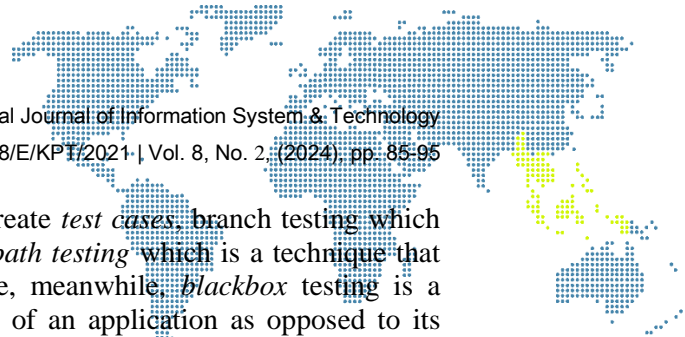 al Journal of Information System & Technology
8/E/KPT/2021 | Vol. 8, No. 2, (2024), pp. 85-95
reate test cases, branch testing which
path testing which is a technique that
e, meanwhile, blackbox testing is a
of an application as opposed to its